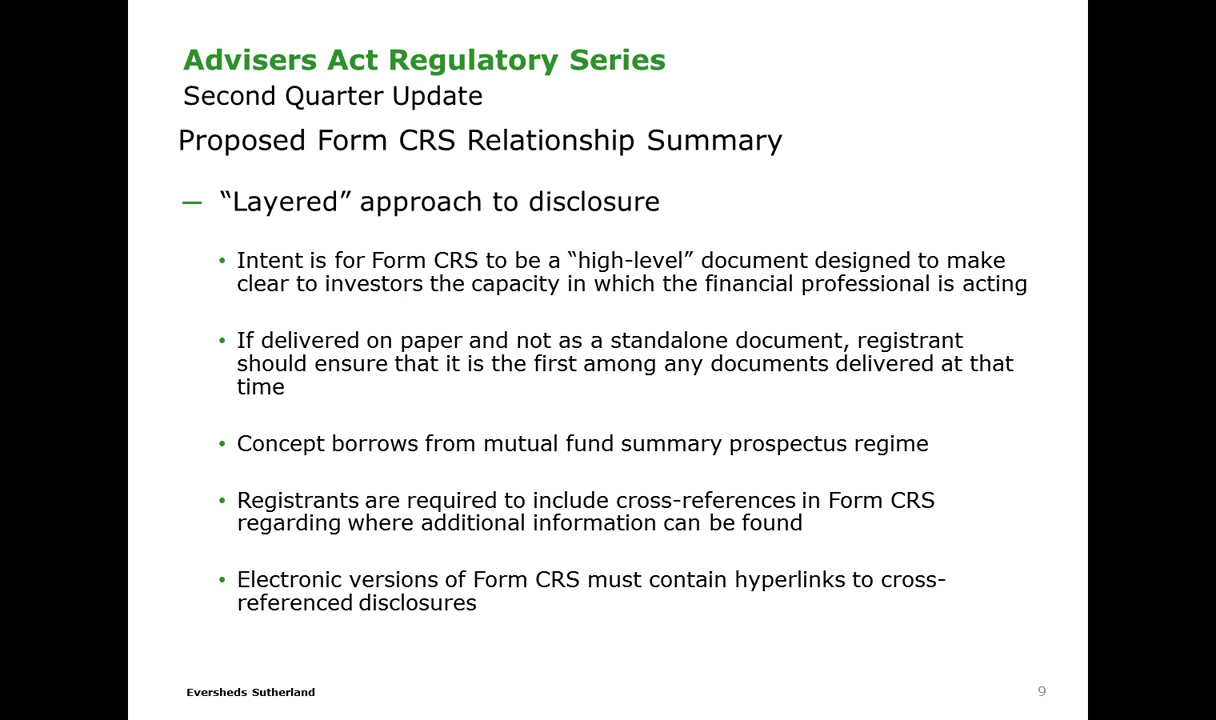 Advisers Act Regulatory Series
Second Quarter Update
Proposed Form CRS Relationship Summary
— “Layered” approach to disclosure
• Intent is for Form CRS to be a “high-level” document designed to make
clear to investors the capacity in which the financial professional is acting
• If delivered on paper and not as a standalone document, registrant
should ensure that it is the first among any documents delivered at that
time
• Concept borrows from mutual fund summary prospectus regime
• Registrants are required to include cross-references in Form CRS
regarding where additional information can be found
• Electronic versions of Form CRS must contain hyperlinks to cross-
referenced disclosures
Eversheds Sutherland
9